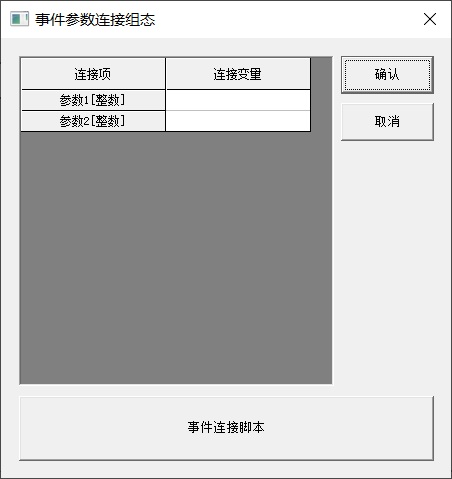 事件参数连接组态
连接项 连接变量
参数1[整数]
参数2[整数]
确认
取消
事件连接脚本